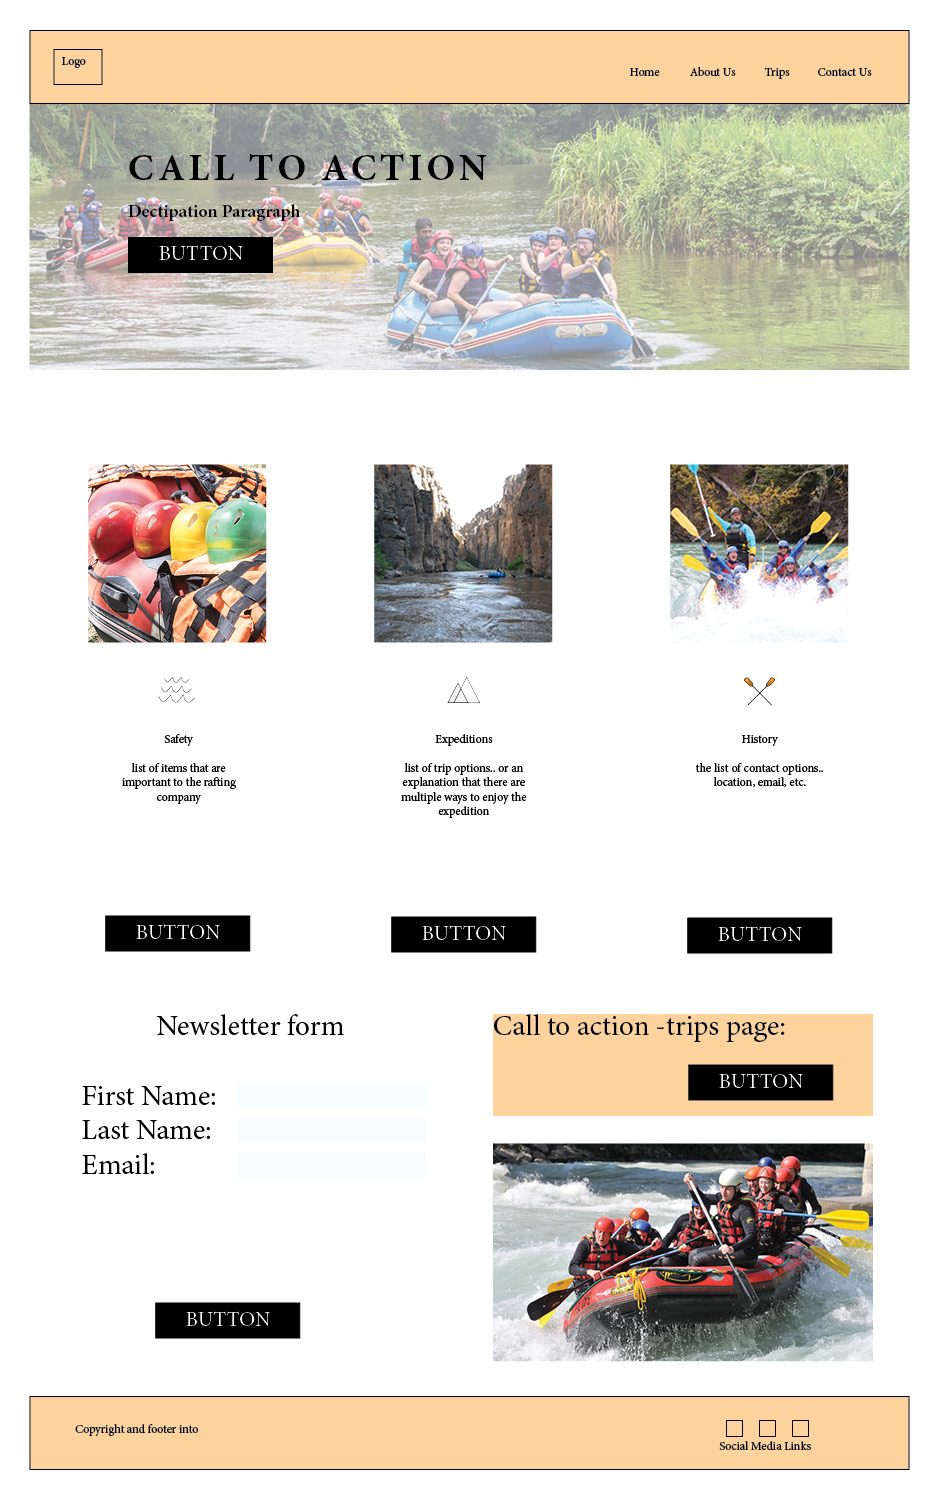 Logo
Home About Us Trips Contact Us
CALL TO ACTION
Dectipation Paragraph
BUTTON
Safety
list of items that are
important to the rafting
company
BUTTON
Expeditions
list of trip options.. or an
explanation that there are
multiple ways to enjoy the
expedition
BUTTON
History
the list of contact options..
location, email, etc.
BUTTON
Newsletter form
First Name:
Last Name:
Email:
BUTTON
Call to action -trips page:
BUTTON
Copyright and footer into
Social Media Links